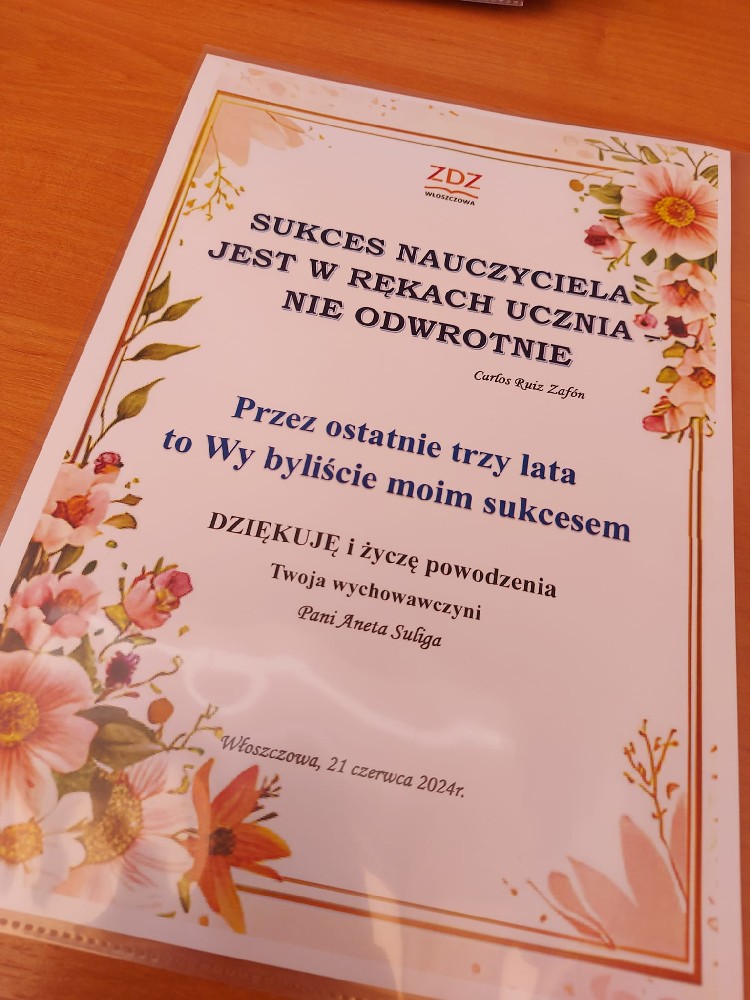 ZDZ
WŁOSZCZOWA
SUKCES NAUCZYCIELA
JEST W RĘKACH UCZNIA -
NIE ODWROTNIE
Carlos Ruiz Zafón
Przez ostatnie trzy lata
to Wy byliście moim sukcesem
DZIĘKUJĘ i życzę powodzenia
Twoja wychowawczyni
Pani Aneta Suliga
Włoszczowa, 21 czerwca 2024r.